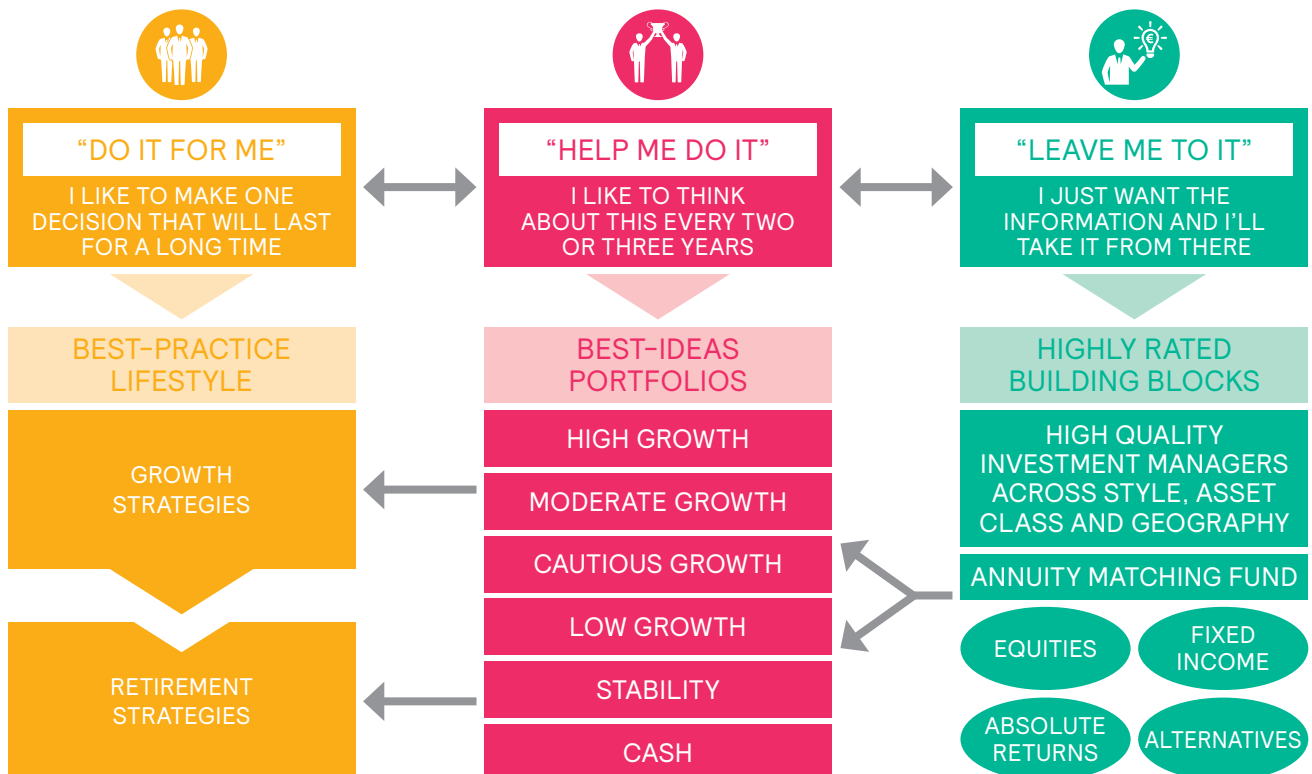 “DO IT FOR ME”
I LIKE TO MAKE ONE
DECISION THAT WILL LAST
FOR A LONG TIME
“HELP ME DO IT”
I LIKE TO THINK
ABOUT THIS EVERY TWO
OR THREE YEARS
“LEAVE ME TO IT”
I JUST WANT THE
INFORMATION AND I’LL
TAKE IT FROM THERE
BEST–PRACTICE
LIFESTYLE
GROWTH
STRATEGIES
RETIREMENT
STRATEGIES
BEST–IDEAS
PORTFOLIOS
HIGH GROWTH
MODERATE GROWTH
CAUTIOUS GROWTH
LOW GROWTH
STABILITY
CASH
HIGHLY RATED
BUILDING BLOCKS
HIGH QUALITY
INVESTMENT MANAGERS
ACROSS STYLE, ASSET
CLASS AND GEOGRAPHY
ANNUITY MATCHING FUND
EQUITIES
FIXED
INCOME
ABSOLUTE
RETURNS
ALTERNATIVES